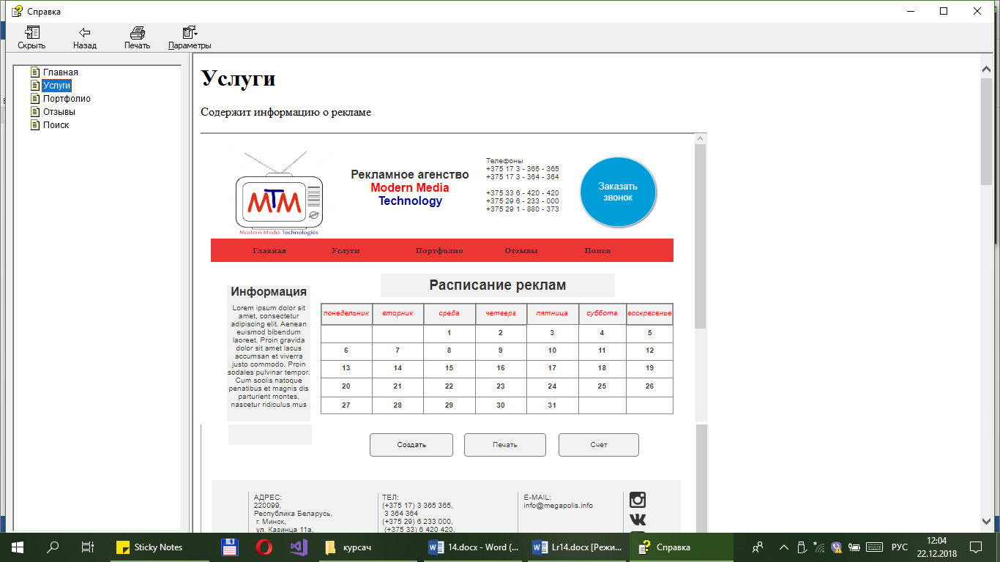 Справка
Скрыть
Назад
Печать
Параметры
Главная
Услуги
Портфолио
Отзывы
Поиск
Услуги
Содержит информацию о рекламе
MTM
Modern Media Technologies
Рекламное агенство
Modern Media
Technology
Телефоны
+375 17 3 - 365 - 365
+375 17 3 - 364 - 364
+375 33 6 - 420 - 420
+375 29 6 - 233 - 000
+375 29 1 - 880 - 373
Заказать
звонок
Главная Услуги Портфолио Отзывы Поиск
Информация
Lorem ipsum dolor sit
amet, consectetur
adipiscing elit. Aenean
euismod bibendum
laoreet. Proin gravida
dolor sit amet lacus
accumsan et viverra
justo commodo. Proin
sodales pulvinar tempor.
Cum sociis natoque
penatibus et magnis dis
parturient montes,
nascetur ridiculus mus
Расписание реклам
понедельник вторник среда четверг пятница суббота воскресенье
1 2 3 4 5
6 7 8 9 10 11 12
13 14 15 16 17 18 19
20 21 22 23 24 25 26
27 28 29 30 31
Создать Печать Счет
АДРЕС:
220099,
Республика Беларусь,
г. Минск,
ул. Казинца 11а,
ТЕЛ:
(+375 17) 3 365 365,
3 364 364
(+375 29) 6 233 000,
(+375 33) 6 420 420,
E-MAIL:
info@megapolis.info
Sticky Notes
курсач
14.docx - Word (...
Lr14.docx [Режи...
Справка
РУС
12:04
22.12.2018